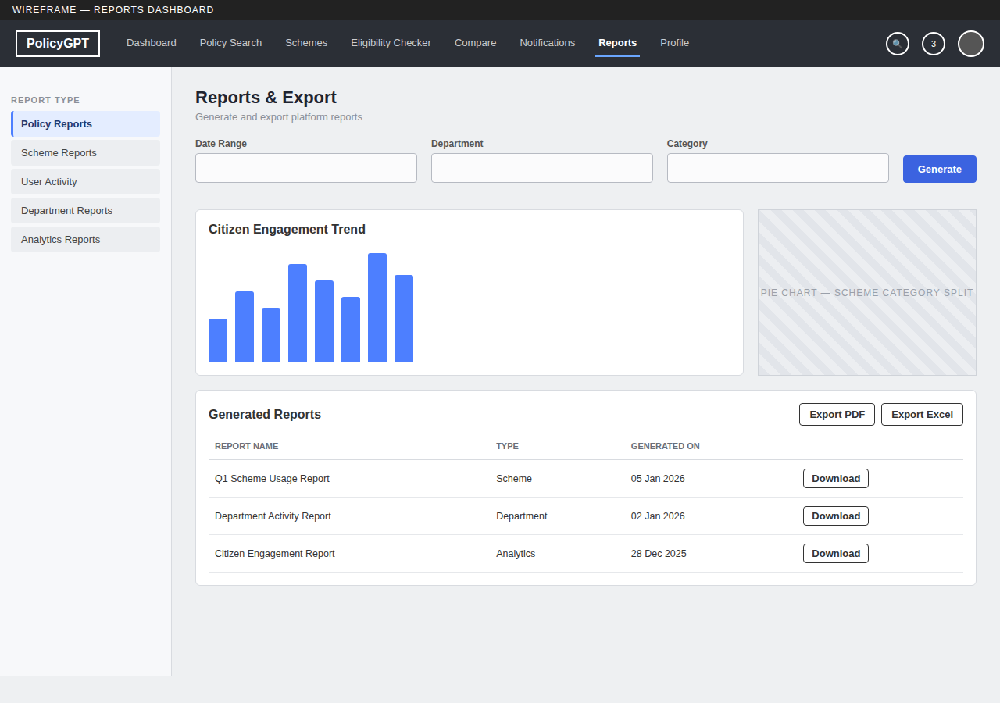 WIREFRAME — REPORTS DASHBOARD
PolicyGPT
Dashboard
Policy Search
Schemes
Eligibility Checker
Compare
Notifications
Reports
Profile
3
REPORT TYPE
Policy Reports
Scheme Reports
User Activity
Department Reports
Analytics Reports
Reports & Export
Generate and export platform reports
Date Range
Department
Category
Generate
Citizen Engagement Trend
PIE CHART — SCHEME CATEGORY SPLIT
Generated Reports
Export PDF
Export Excel
REPORT NAME TYPE GENERATED ON
Q1 Scheme Usage Report Scheme 05 Jan 2026 Download
Department Activity Report Department 02 Jan 2026 Download
Citizen Engagement Report Analytics 28 Dec 2025 Download